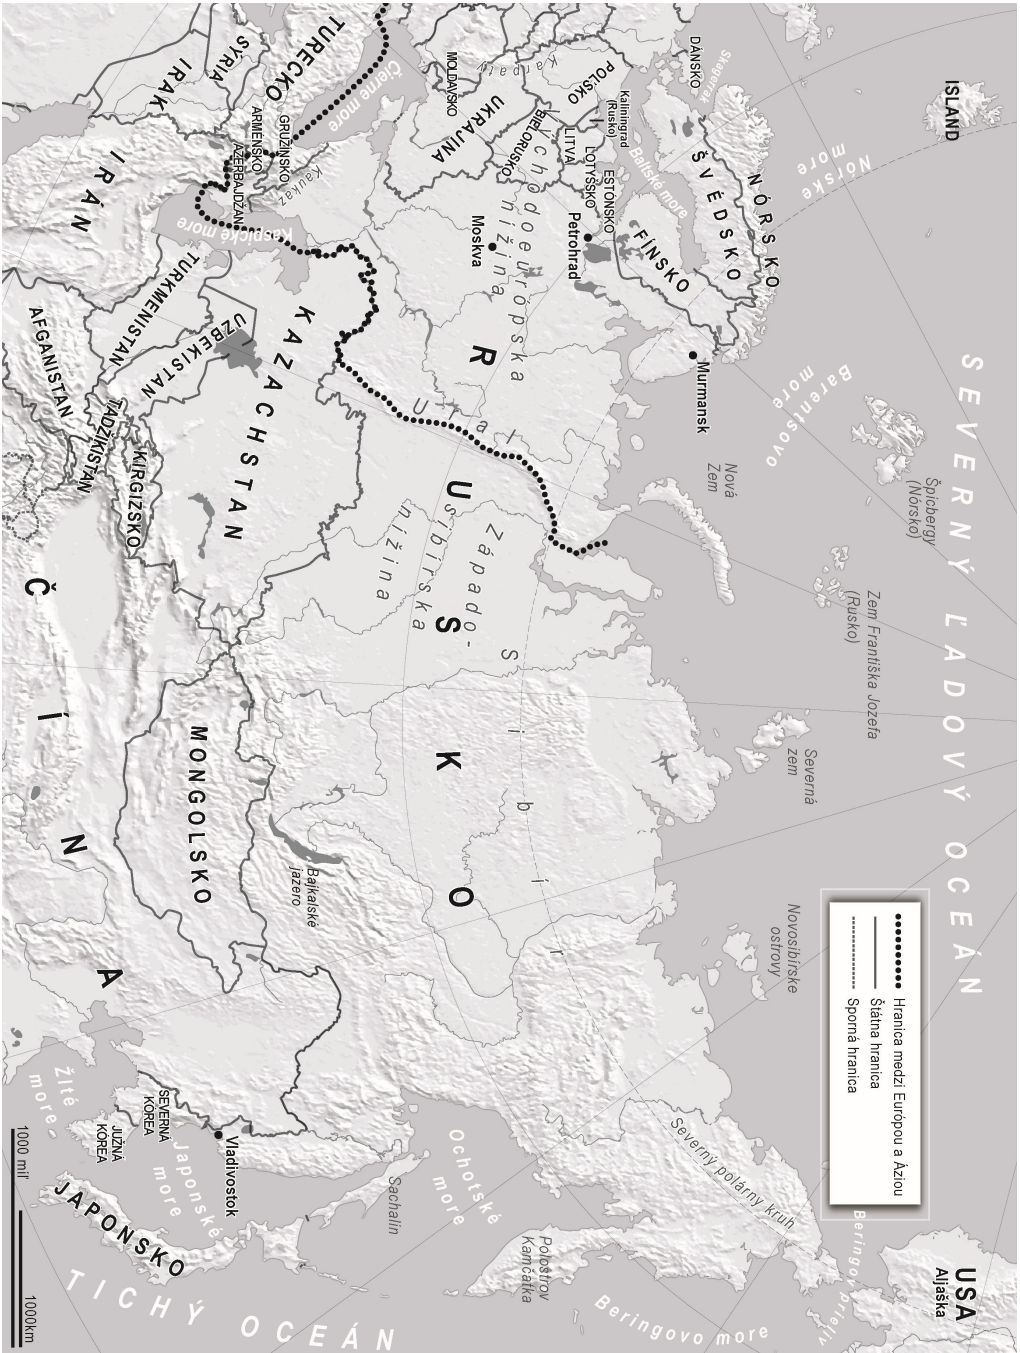 ISLAND
Nórske
more
SEVERNÝ ĽADOVÝ OCEÁN
Barentsovo
more
Špicbergy
(Nórsko)
Zem Františka Jozefa
(Rusko)
Nová
Zem
Severná
zem
Novosibírske
ostrovy
Hranica medzi Európou a Áziou
Štátna hranica
Sporná hranica
USA
Aljaška
Beringov prieliv
Beringovo more
Severný polárny kruh
Polostrov
Kamčatka
Ochotské
more
Sachalin
Skagerak
DÁNSKO
NÓRSKO
ŠVÉDSKO
FÍNSKO
Baltské more
Murmansk
Petrohrad
Moskva
ESTÓNSKO
LOTYŠSKO
LITVA
Kaliningrad
(Rusko)
POĽSKO
BIELORUSKO
UKRAJINA
MOLDAVSKO
Karpaty
Východoeurópska
nížina
RUSKO
Ural
Západo-
sibírska
nížina
Sibír
Bajkalské
jazero
Čierne more
TURECKO
SÝRIA
IRAK
IRÁN
GRUZÍNSKO
ARMÉNSKO
AZERBAJDŽAN
Kaukaz
Kaspické more
TURKMENISTAN
UZBEKISTAN
KAZACHSTAN
AFGANISTAN
TADŽIKISTAN
KIRGIZSKO
MONGOLSKO
ČÍNA
Vladivostok
SEVERNÁ
KÓREA
JUŽNÁ
KÓREA
Žlté
more
Japonské
more
JAPONSKO
TICHÝ OCEÁN
1000 míľ
1000km